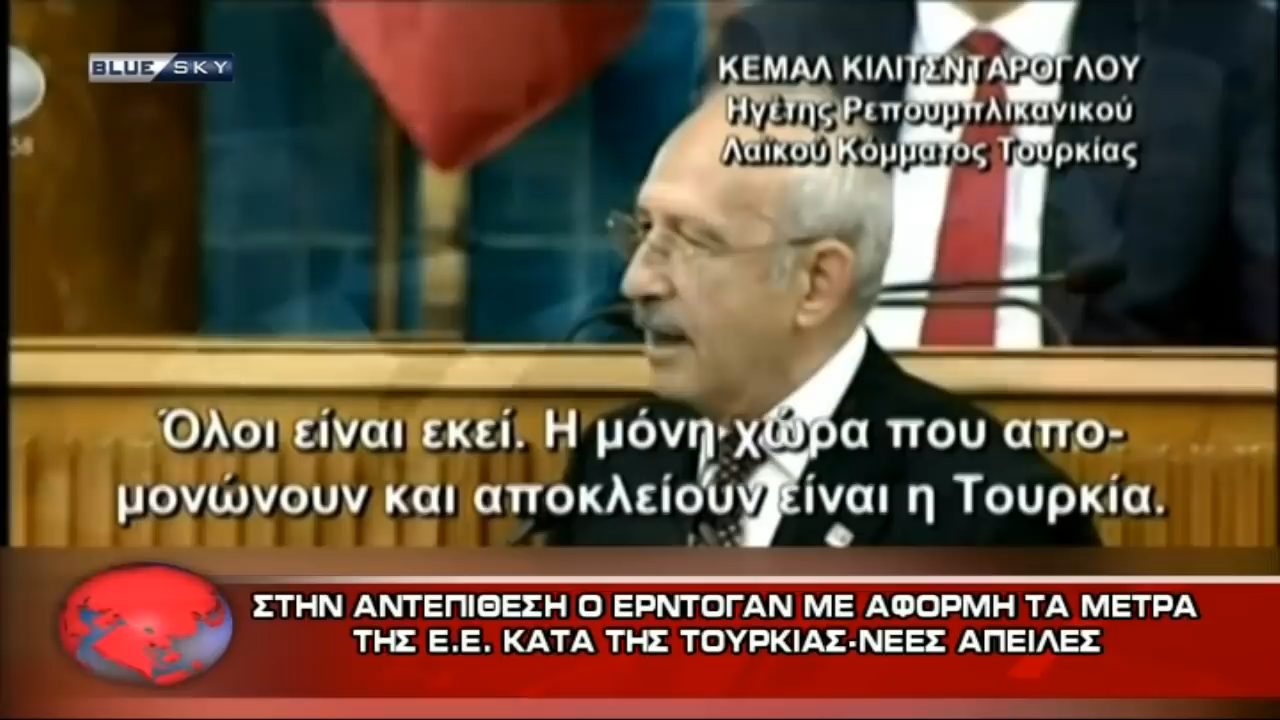 BLUE SKY
ΚΕΜΑΛ ΚΙΛΙΤΣΝΤΑΡΟΓΛΟΥ
Ηγέτης Ρεπουμπλικανικού
Λαϊκού Κόμματος Τουρκίας
58
Όλοι είναι εκεί. Η μόνη χώρα που απο-
μονώνουν και αποκλείουν είναι η Τουρκία.
ΣΤΗΝ ΑΝΤΕΠΙΘΕΣΗ Ο ΕΡΝΤΟΓΑΝ ΜΕ ΑΦΟΡΜΗ ΤΑ ΜΕΤΡΑ
ΤΗΣ Ε.Ε. ΚΑΤΑ ΤΗΣ ΤΟΥΡΚΙΑΣ-ΝΕΕΣ ΑΠΕΙΛΕΣ